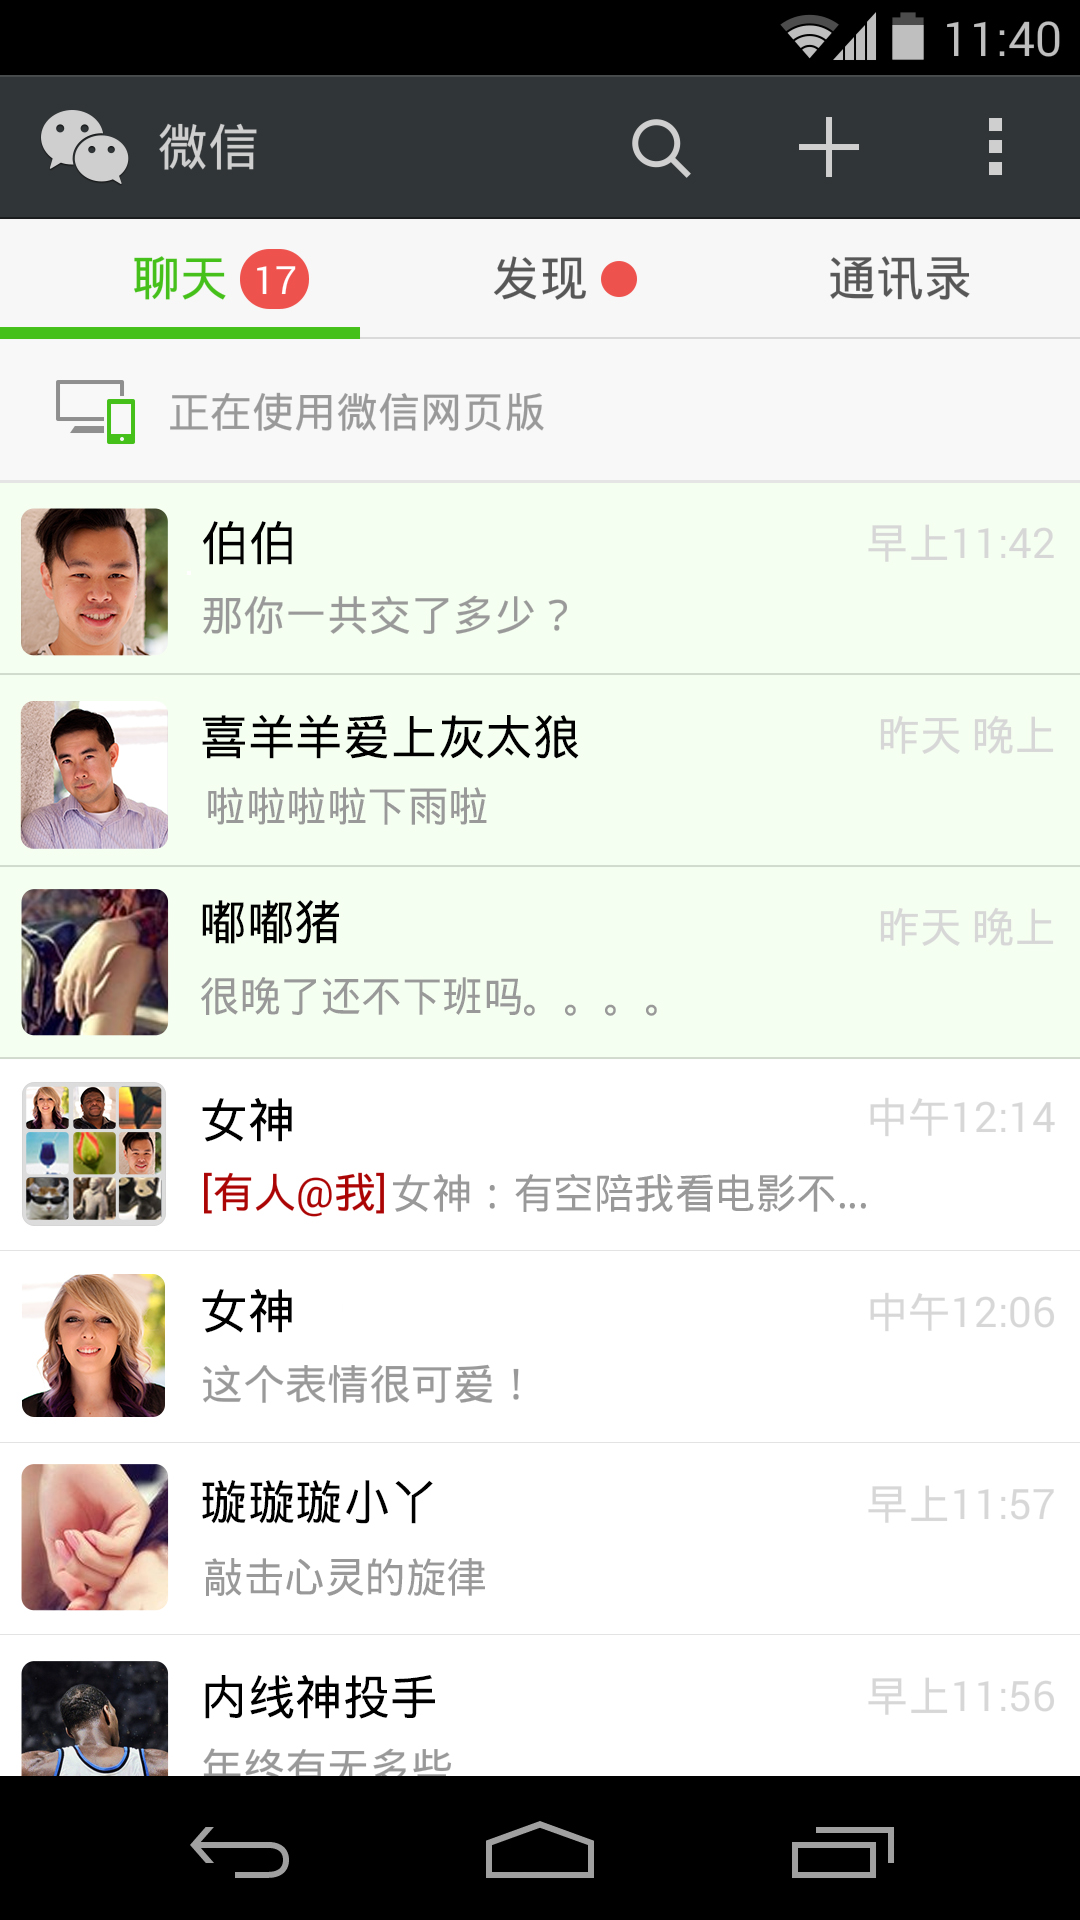 11:40
微信
聊天 17 发现 通讯录
正在使用微信网页版
伯伯 早上11:42
那你一共交了多少？
喜羊羊爱上灰太狼 昨天 晚上
啦啦啦啦下雨啦
嘟嘟猪 昨天 晚上
很晚了还不下班吗。。。。
女神 中午12:14
[有人@我]女神：有空陪我看电影不...
女神 中午12:06
这个表情很可爱！
璇璇璇小丫 早上11:57
敲击心灵的旋律
内线神投手 早上11:56
年终有无多些